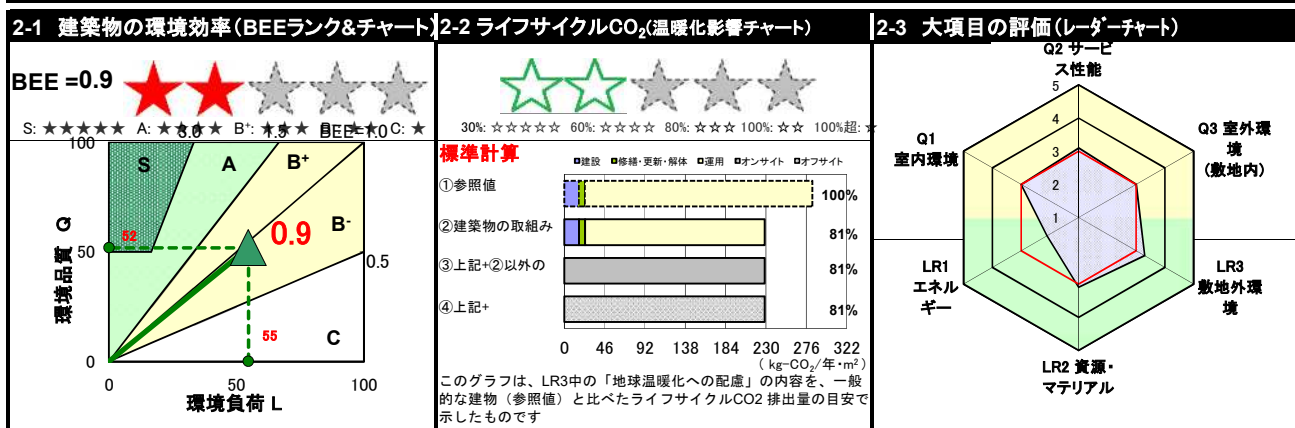 2-1 建築物の環境効率(BEEランク&チャート)
BEE =0.9
S: ★★★★★ A: ★★★★ B⁺: ★★★ B⁻: ★★ C: ★
3.0 1.5 BEE=1.0
100
S
A
B⁺
B⁻
0.9
52
50
0.5
55
C
0
0 50 100
環境品質 Q
環境負荷 L
2-2 ライフサイクルCO₂(温暖化影響チャート)
30%: ☆☆☆☆☆ 60%: ☆☆☆☆ 80%: ☆☆☆ 100%: ☆☆ 100%超: ☆
標準計算
建設 修繕・更新・解体 運用 オンサイト オフサイト
①参照値 100%
②建築物の取組み 81%
③上記+②以外の 81%
④上記+ 81%
0 46 92 138 184 230 276 322
( kg-CO₂/年・m²)
このグラフは、LR3中の「地球温暖化への配慮」の内容を、一般
的な建物(参照値)と比べたライフサイクルCO2 排出量の目安で
示したものです
2-3 大項目の評価(レーダーチャート)
Q2 サービ
ス性能
5
4
3
2
1
Q1
室内環境
Q3 室外環
境
(敷地内)
LR1
エネル
ギー
LR3
敷地外環
境
LR2 資源・
マテリアル